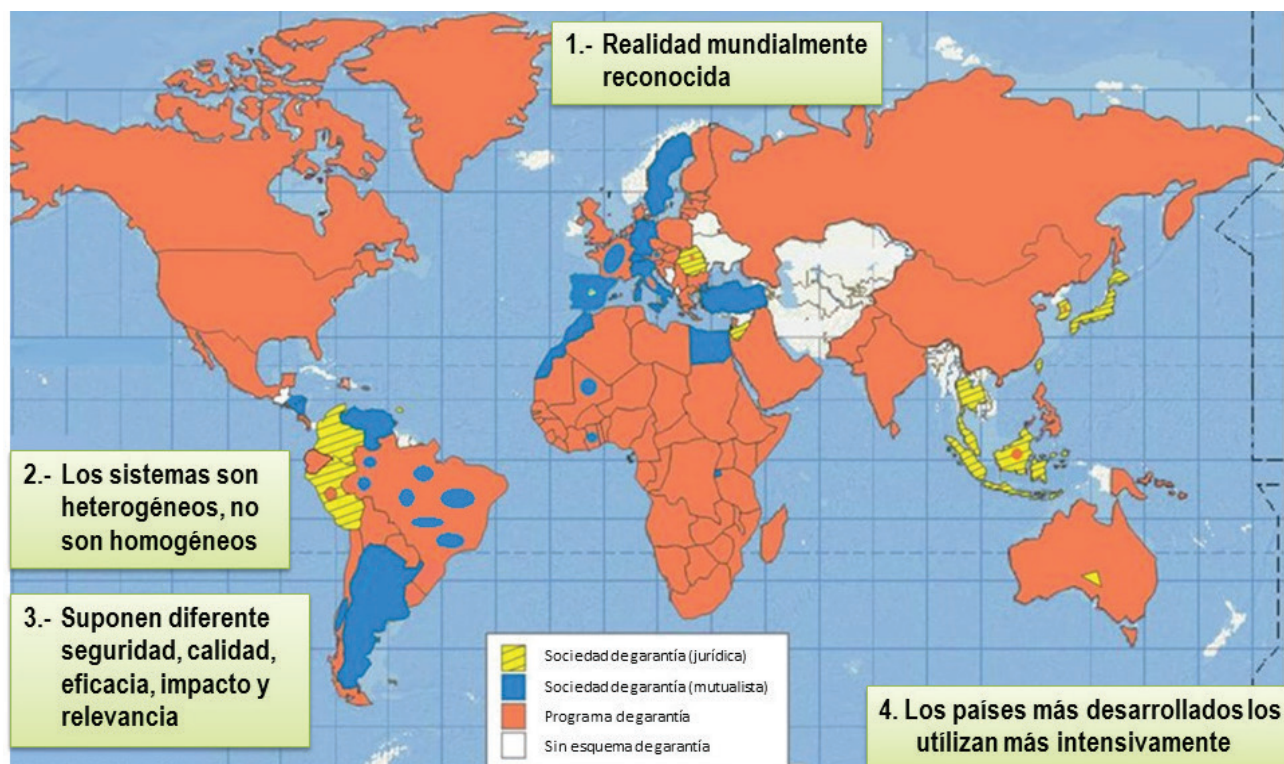 1.- Realidad mundialmente
reconocida
2.- Los sistemas son
heterogéneos, no
son homogéneos
3.- Suponen diferente
seguridad, calidad,
eficacia, impacto y
relevancia
Sociedad de garantía (jurídica)
Sociedad de garantía (mutualista)
Programa de garantía
Sin esquema de garantía
4. Los países más desarrollados los
utilizan más intensivamente